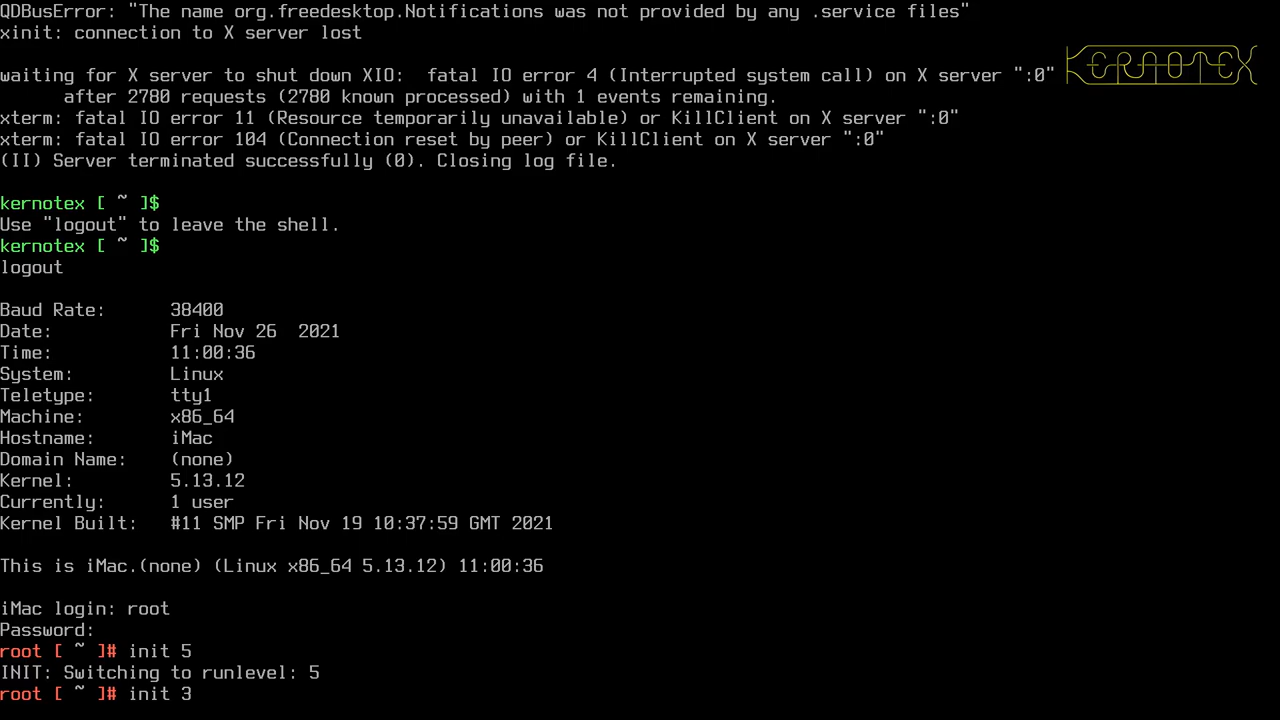 QDBusError: "The name org.freedesktop.Notifications was not provided by any .service files"
xinit: connection to X server lost
KERNOTEX
waiting for X server to shut down XIO:  fatal IO error 4 (Interrupted system call) on X server ":0"
      after 2780 requests (2780 known processed) with 1 events remaining.
xterm: fatal IO error 11 (Resource temporarily unavailable) or KillClient on X server ":0"
xterm: fatal IO error 104 (Connection reset by peer) or KillClient on X server ":0"
(II) Server terminated successfully (0). Closing log file.
kernotex [ ~ ]$
Use "logout" to leave the shell.
kernotex [ ~ ]$
logout
Baud Rate:      38400
Date:           Fri Nov 26  2021
Time:           11:00:36
System:         Linux
Teletype:       tty1
Machine:        x86_64
Hostname:       iMac
Domain Name:    (none)
Kernel:         5.13.12
Currently:      1 user
Kernel Built:   #11 SMP Fri Nov 19 10:37:59 GMT 2021
This is iMac.(none) (Linux x86_64 5.13.12) 11:00:36
iMac login: root
Password:
root [ ~ ]# init 5
INIT: Switching to runlevel: 5
root [ ~ ]# init 3